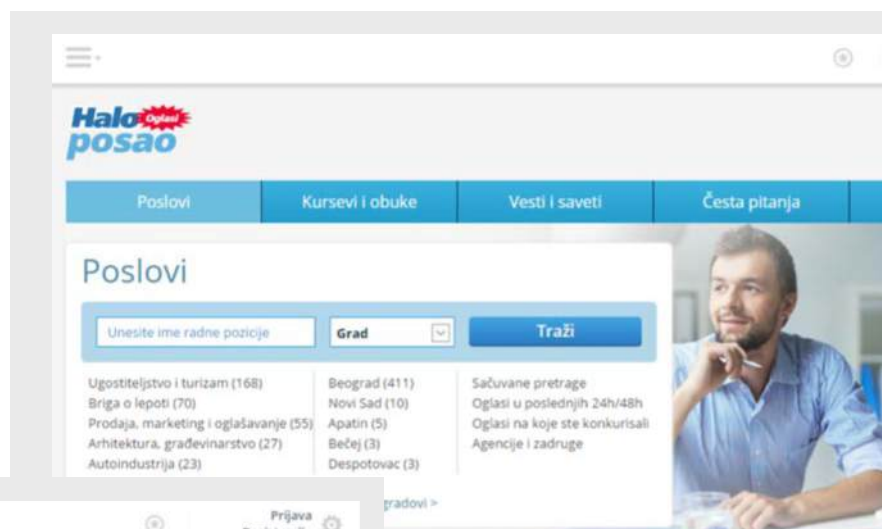 Halo Oglasi
posao
Poslovi
Kursevi i obuke
Vesti i saveti
Česta pitanja
Poslovi
Unesite ime radne pozicije
Grad
Traži
Ugostiteljstvo i turizam (168)
Briga o lepoti (70)
Prodaja, marketing i oglašavanje (55)
Arhitektura, građevinarstvo (27)
Autoindustrija (23)
Beograd (411)
Novi Sad (10)
Apatin (5)
Bečej (3)
Despotovac (3)
Sačuvane pretrage
Oglasi u poslednjih 24h/48h
Oglasi na koje ste konkurisali
Agencije i zadruge
gradovi >
Prijava